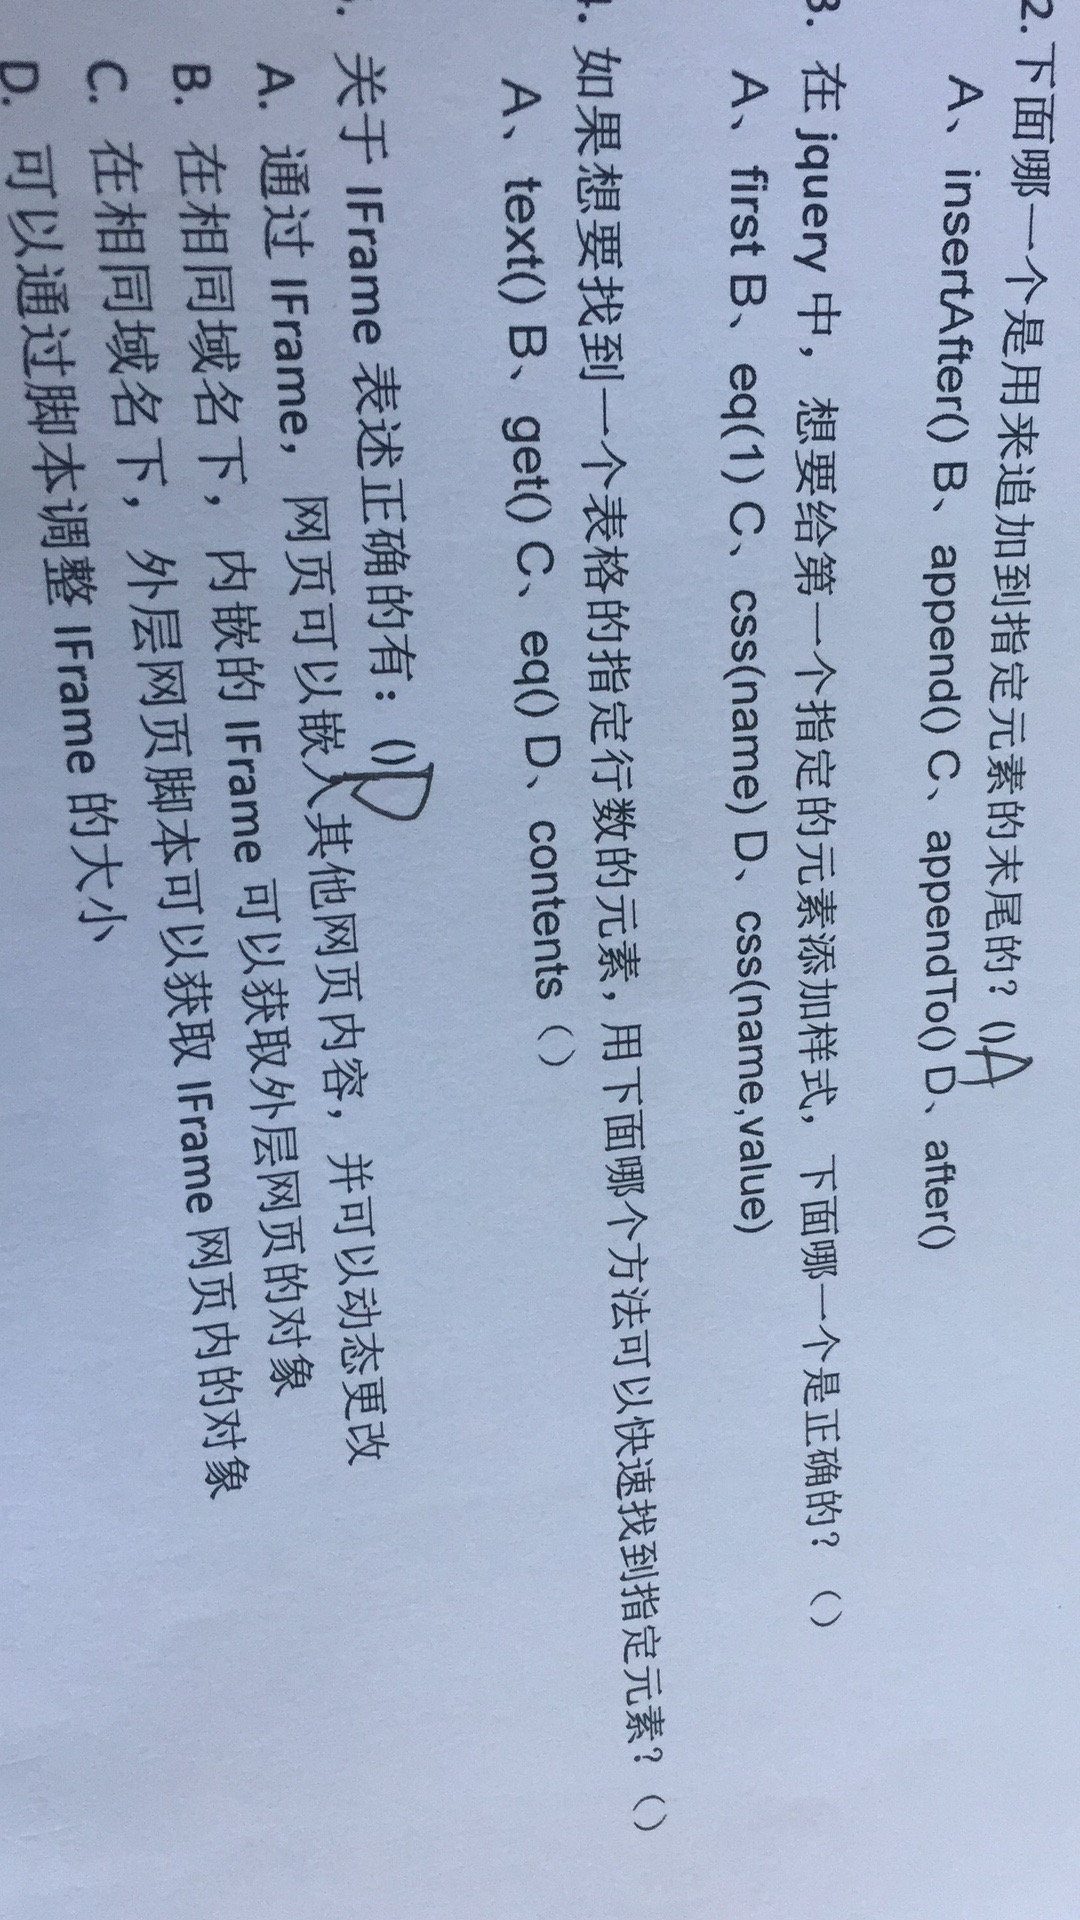 2. 下面哪一个是用来追加到指定元素的末尾的? ()A
A、insertAfter() B、append() C、appendTo() D、after()
3. 在 jquery 中，想要给第一个指定的元素添加样式，下面哪一个是正确的? （）
A、first B、eq(1) C、css(name) D、css(name,value)
4. 如果想要找到一个表格的指定行数的元素，用下面哪个方法可以快速找到指定元素? （）
A、text() B、get() C、eq() D、contents （）
. 关于 IFrame 表述正确的有：()D
A. 通过 IFrame，网页可以嵌入其他网页内容，并可以动态更改
B. 在相同域名下，内嵌的 IFrame 可以获取外层网页的对象
C. 在相同域名下，外层网页脚本可以获取 IFrame 网页内的对象
D. 可以通过脚本调整 IFrame 的大小